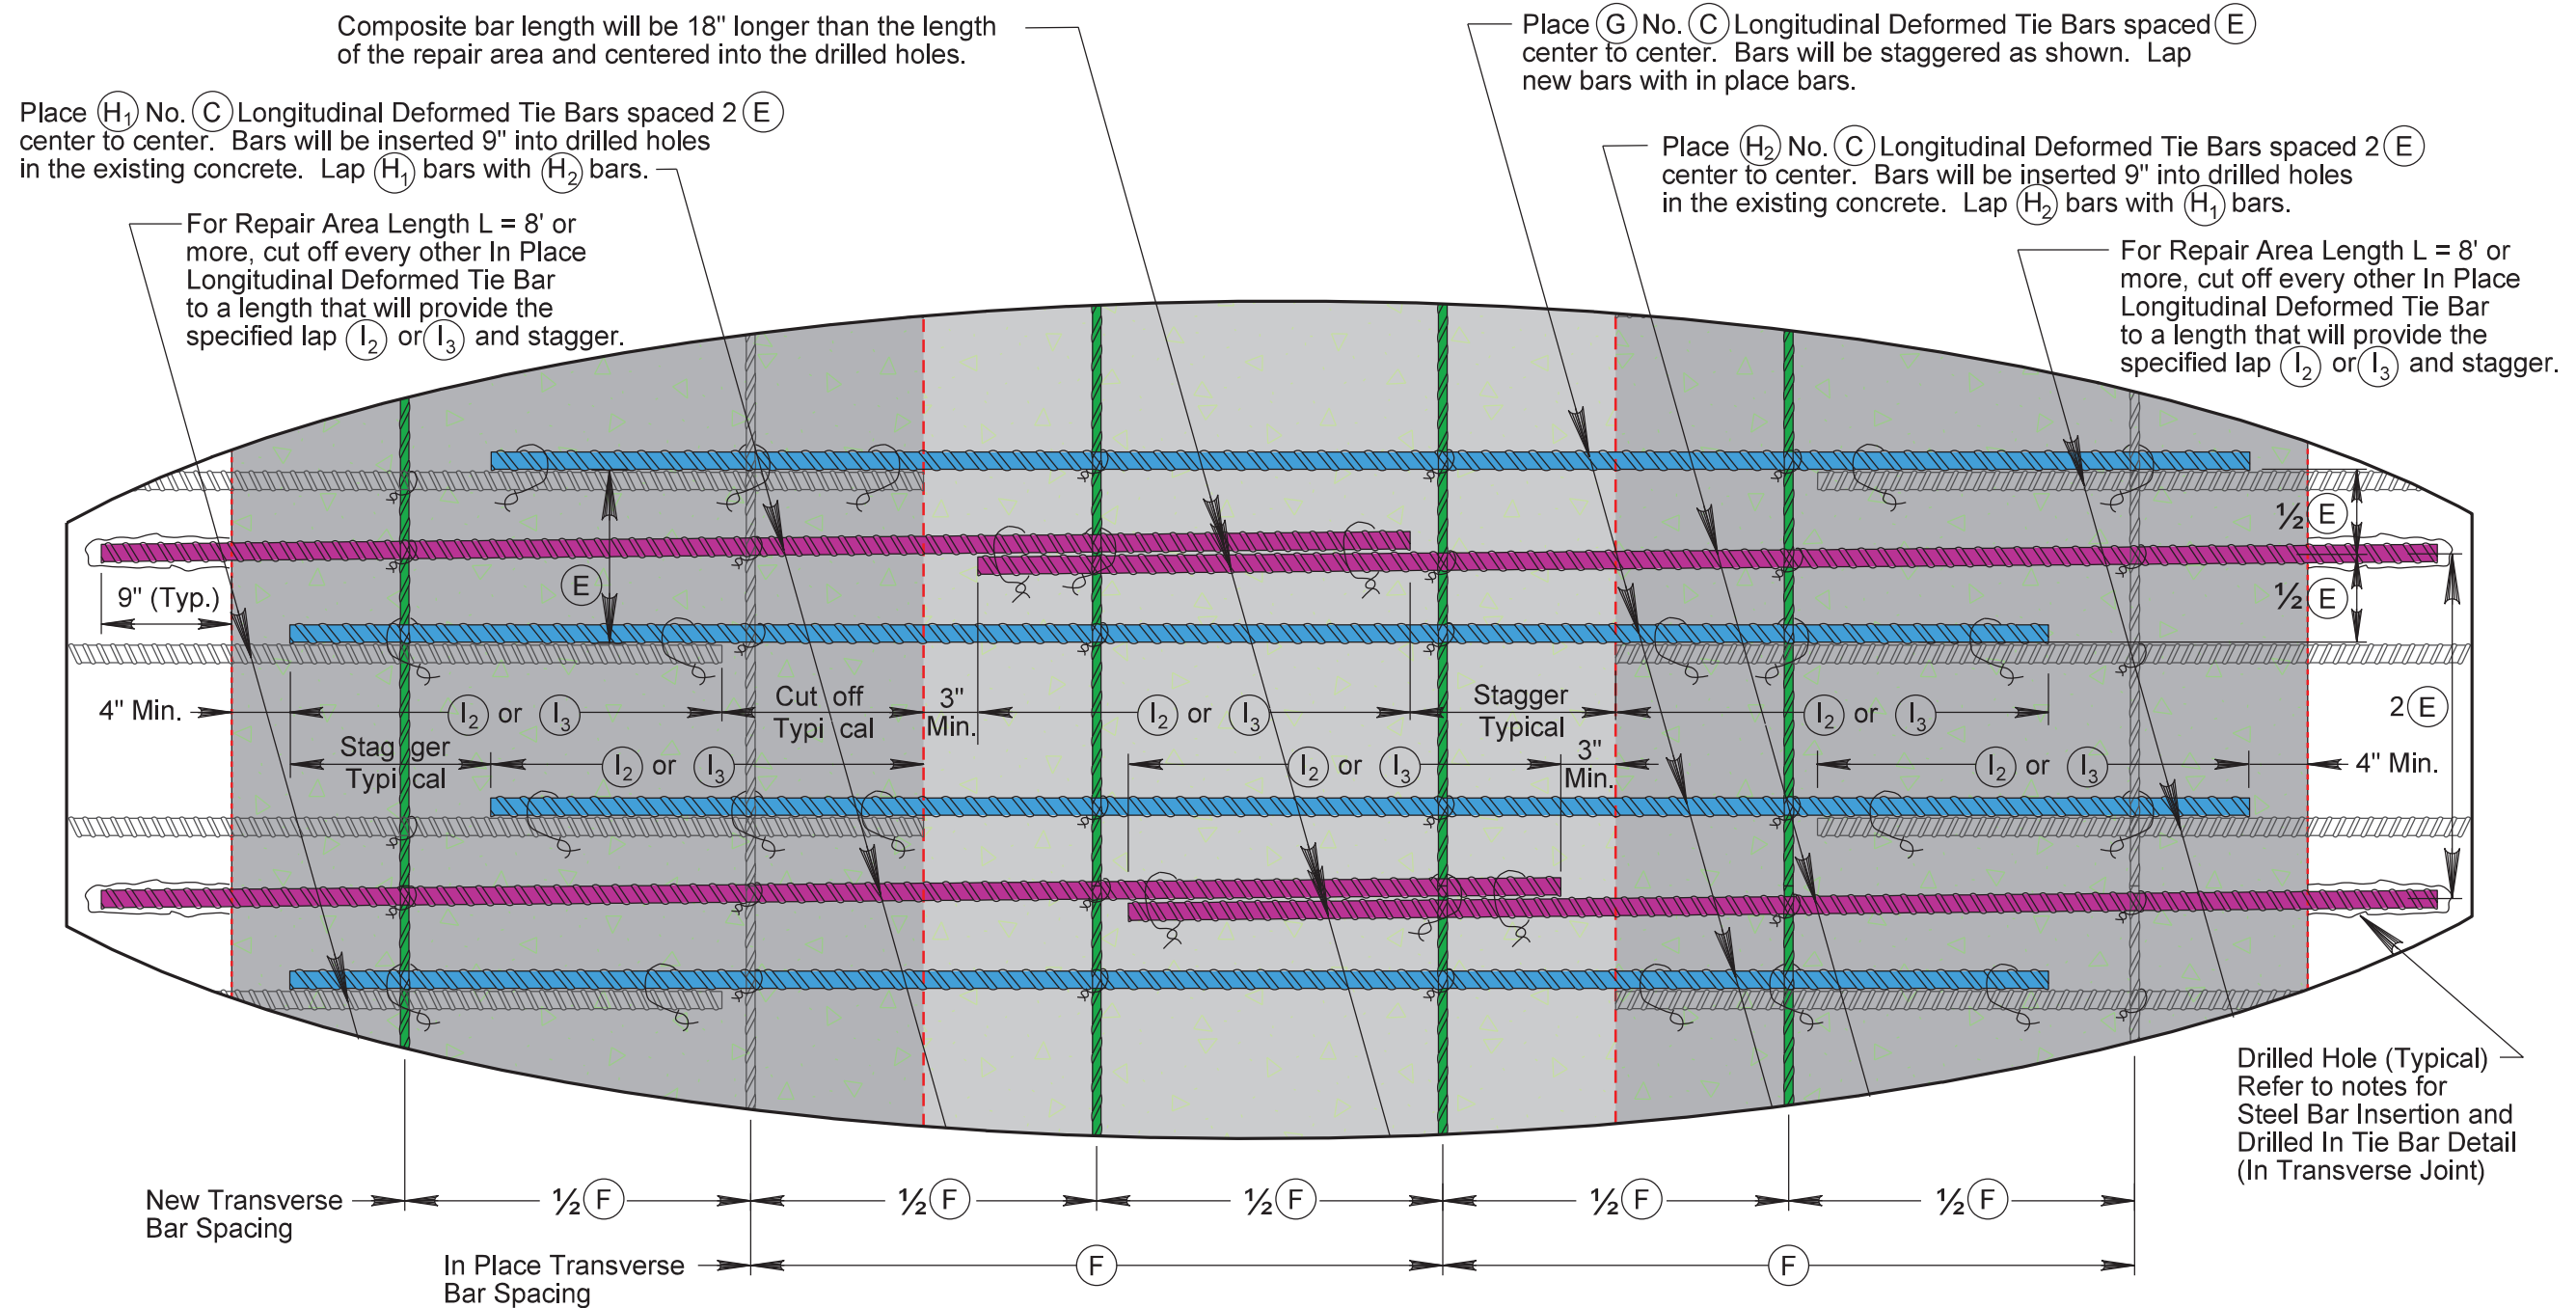 Composite bar length will be 18" longer than the length
of the repair area and centered into the drilled holes.
Place G No. C Longitudinal Deformed Tie Bars spaced E
center to center. Bars will be staggered as shown. Lap
new bars with in place bars.
Place H₁ No. C Longitudinal Deformed Tie Bars spaced 2 E
center to center. Bars will be inserted 9" into drilled holes
in the existing concrete. Lap H₁ bars with H₂ bars.
Place H₂ No. C Longitudinal Deformed Tie Bars spaced 2 E
center to center. Bars will be inserted 9" into drilled holes
in the existing concrete. Lap H₂ bars with H₁ bars.
For Repair Area Length L = 8' or
more, cut off every other In Place
Longitudinal Deformed Tie Bar
to a length that will provide the
specified lap I₂ or I₃ and stagger.
For Repair Area Length L = 8' or
more, cut off every other In Place
Longitudinal Deformed Tie Bar
to a length that will provide the
specified lap I₂ or I₃ and stagger.
½ E
E
9" (Typ.)
½ E
4" Min.
I₂ or I₃
Cut off
Typi cal
3"
Min.
I₂ or I₃
Stagger
Typical
I₂ or I₃
2 E
Stag ger
Typi cal
I₂ or I₃
I₂ or I₃
3"
Min.
I₂ or I₃
4" Min.
Drilled Hole (Typical)
Refer to notes for
Steel Bar Insertion and
Drilled In Tie Bar Detail
(In Transverse Joint)
New Transverse
Bar Spacing
½ F
½ F
½ F
½ F
½ F
In Place Transverse
Bar Spacing
F
F